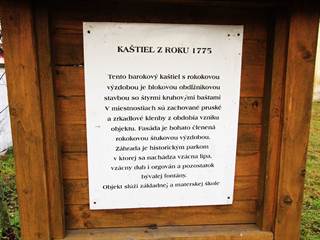 KAŠTIEĽ Z ROKU 1775
Tento barokový kaštieľ s rokokovou
výzdobou je blokovou obdĺžnikovou
stavbou so štyrmi kruhovými baštami
V miestnostiach sú zachované pruské
a zrkadlové klenby z obdobia vzniku
objektu. Fasáda je bohato členená
rokokovou štukovou výzdobou.
Záhrada je historickým parkom
v ktorej sa nachádza vzácna lipa,
vzácny dub i orgován a pozostatok
bývalej fontány.
Objekt slúži základnej a materskej škole